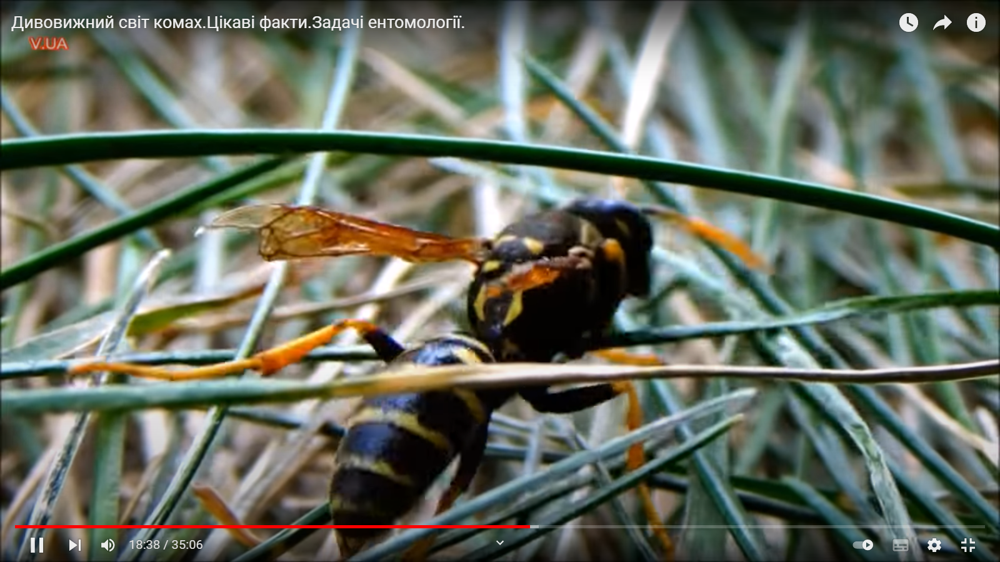 Дивовижний світ комах.Цікаві факти.Задачі ентомології.
V.UA
18:38 / 35:06